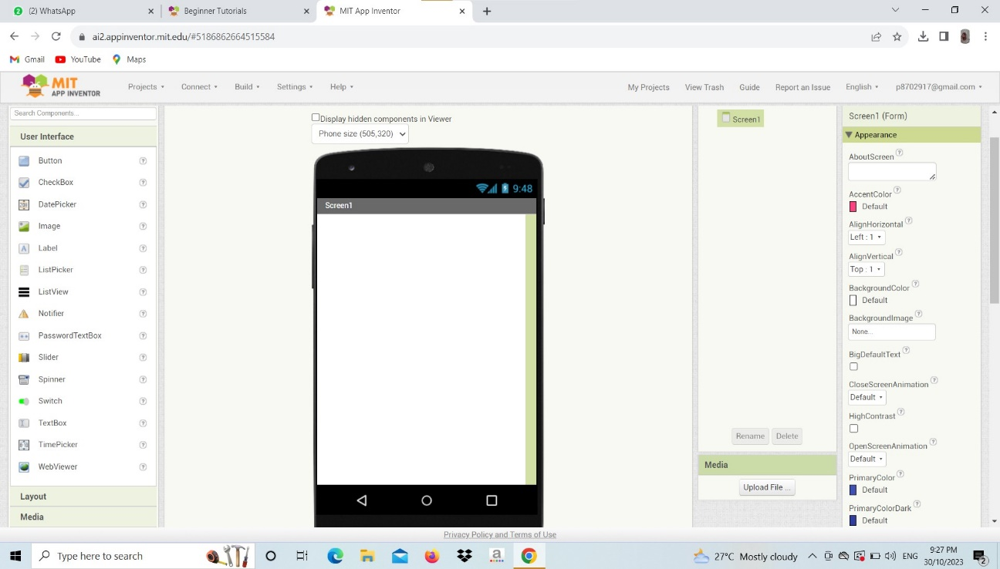 (2) WhatsApp
Beginner Tutorials
MIT App Inventor
ai2.appinventor.mit.edu/#5186862664515584
Gmail YouTube Maps
MIT
APP INVENTOR
Projects Connect Build Settings Help My Projects View Trash Guide Report an Issue English p8702917@gmail.com
Search Components...
User Interface
Button
CheckBox
DatePicker
Image
Label
ListPicker
ListView
Notifier
PasswordTextBox
Slider
Spinner
Switch
TextBox
TimePicker
WebViewer
Layout
Media
Display hidden components in Viewer
Phone size (505,320)
9:48
Screen1
Screen1
Rename Delete
Media
Upload File ...
Screen1 (Form)
Appearance
AboutScreen
AccentColor
Default
AlignHorizontal
Left : 1
AlignVertical
Top : 1
BackgroundColor
Default
BackgroundImage
None...
BigDefaultText
CloseScreenAnimation
Default
HighContrast
OpenScreenAnimation
Default
PrimaryColor
Default
PrimaryColorDark
Default
Privacy Policy and Terms of Use
Type here to search
27°C Mostly cloudy
ENG
9:27 PM
30/10/2023
2